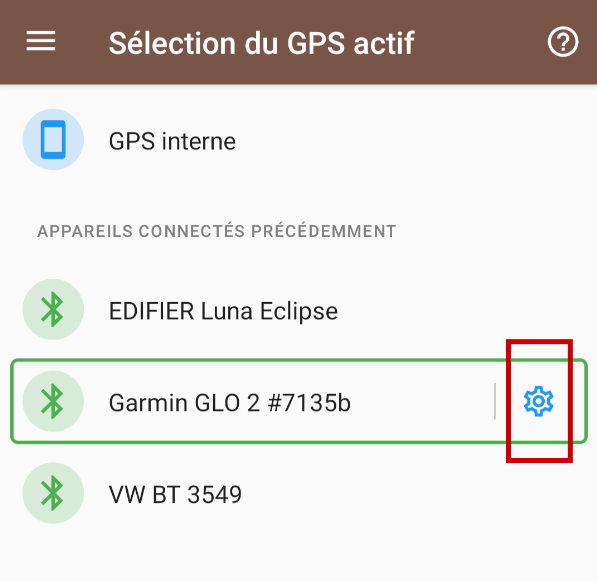 Sélection du GPS actif
GPS interne
APPAREILS CONNECTÉS PRÉCÉDEMMENT
EDIFIER Luna Eclipse
Garmin GLO 2 #7135b
VW BT 3549